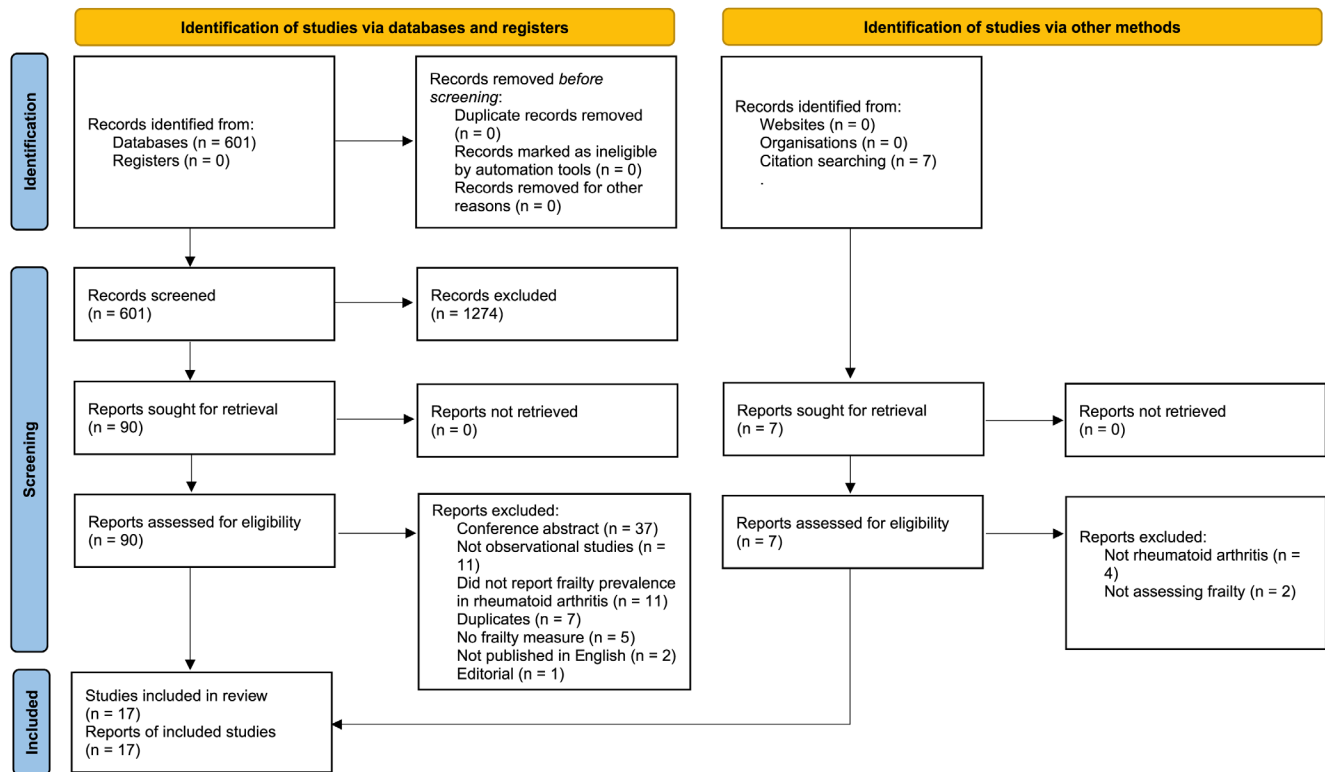 Identification of studies via databases and registers
Identification of studies via other methods
Identification
Records identified from:
Databases (n = 601)
Registers (n = 0)
Records removed before
screening:
Duplicate records removed
(n = 0)
Records marked as ineligible
by automation tools (n = 0)
Records removed for other
reasons (n = 0)
Records identified from:
Websites (n = 0)
Organisations (n = 0)
Citation searching (n = 7)
.
Screening
Records screened
(n = 601)
Records excluded
(n = 1274)
Reports sought for retrieval
(n = 90)
Reports not retrieved
(n = 0)
Reports sought for retrieval
(n = 7)
Reports not retrieved
(n = 0)
Reports assessed for eligibility
(n = 90)
Reports excluded:
Conference abstract (n = 37)
Not observational studies (n =
11)
Did not report frailty prevalence
in rheumatoid arthritis (n = 11)
Duplicates (n = 7)
No frailty measure (n = 5)
Not published in English (n = 2)
Editorial (n = 1)
Reports assessed for eligibility
(n = 7)
Reports excluded:
Not rheumatoid arthritis (n =
4)
Not assessing frailty (n = 2)
Included
Studies included in review
(n = 17)
Reports of included studies
(n = 17)